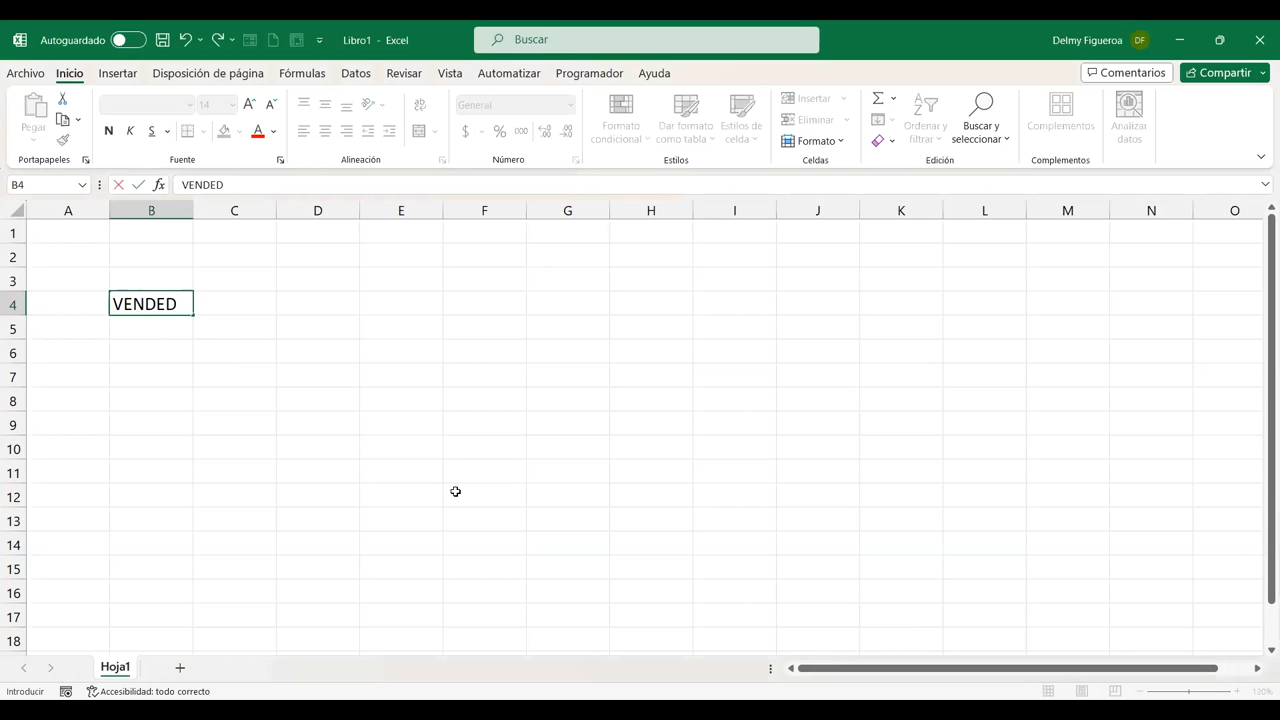 Autoguardado Libro1 - Excel Buscar Delmy Figueroa DF
Archivo Inicio Insertar Disposición de página Fórmulas Datos Revisar Vista Automatizar Programador Ayuda Comentarios Compartir
Pegar
Portapapeles
14 A A
N K S A
Fuente
ab
Alineación
General
$ % 000
Número
Formato condicional
Dar formato como tabla
Estilos de celda
Estilos
Insertar
Eliminar
Formato
Celdas
Ordenar y filtrar
Buscar y seleccionar
Edición
Complementos
Complementos
Analizar datos
B4 fx VENDED
A B C D E F G H I J K L M N O
1
2
3
4 VENDED
5
6
7
8
9
10
11
12
13
14
15
16
17
18
Hoja1
Introducir Accesibilidad: todo correcto 120%